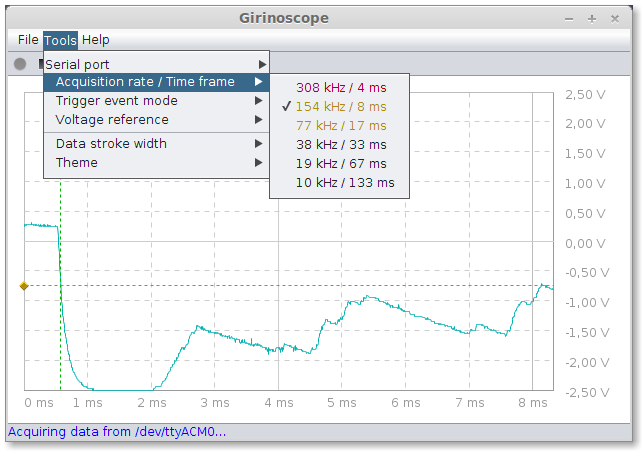 Girinoscope
File Tools Help
Serial port
Acquisition rate / Time frame
Trigger event mode
Voltage reference
Data stroke width
Theme
308 kHz / 4 ms
✓ 154 kHz / 8 ms
77 kHz / 17 ms
38 kHz / 33 ms
19 kHz / 67 ms
10 kHz / 133 ms
2,50 V
2,00 V
1,50 V
1,00 V
0,50 V
0,00 V
-0,50 V
-1,00 V
-1,50 V
-2,00 V
-2,50 V
0 ms 1 ms 2 ms 3 ms 4 ms 5 ms 6 ms 7 ms 8 ms
Acquiring data from /dev/ttyACM0...